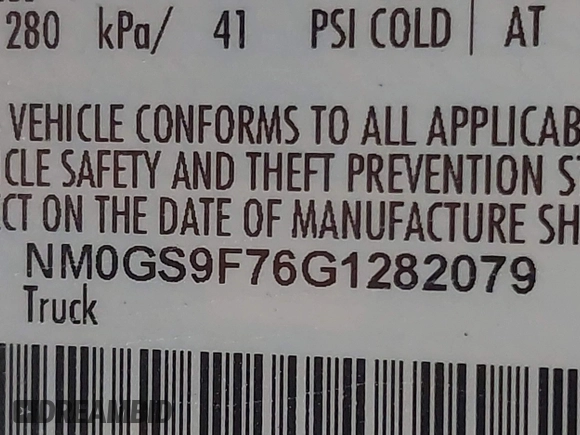 280 kPa/ 41 PSI COLD | AT
VEHICLE CONFORMS TO ALL APPLICAB
CLE SAFETY AND THEFT PREVENTION S
CT ON THE DATE OF MANUFACTURE SH
NM0GS9F76G1282079
Truck
DREAMBID